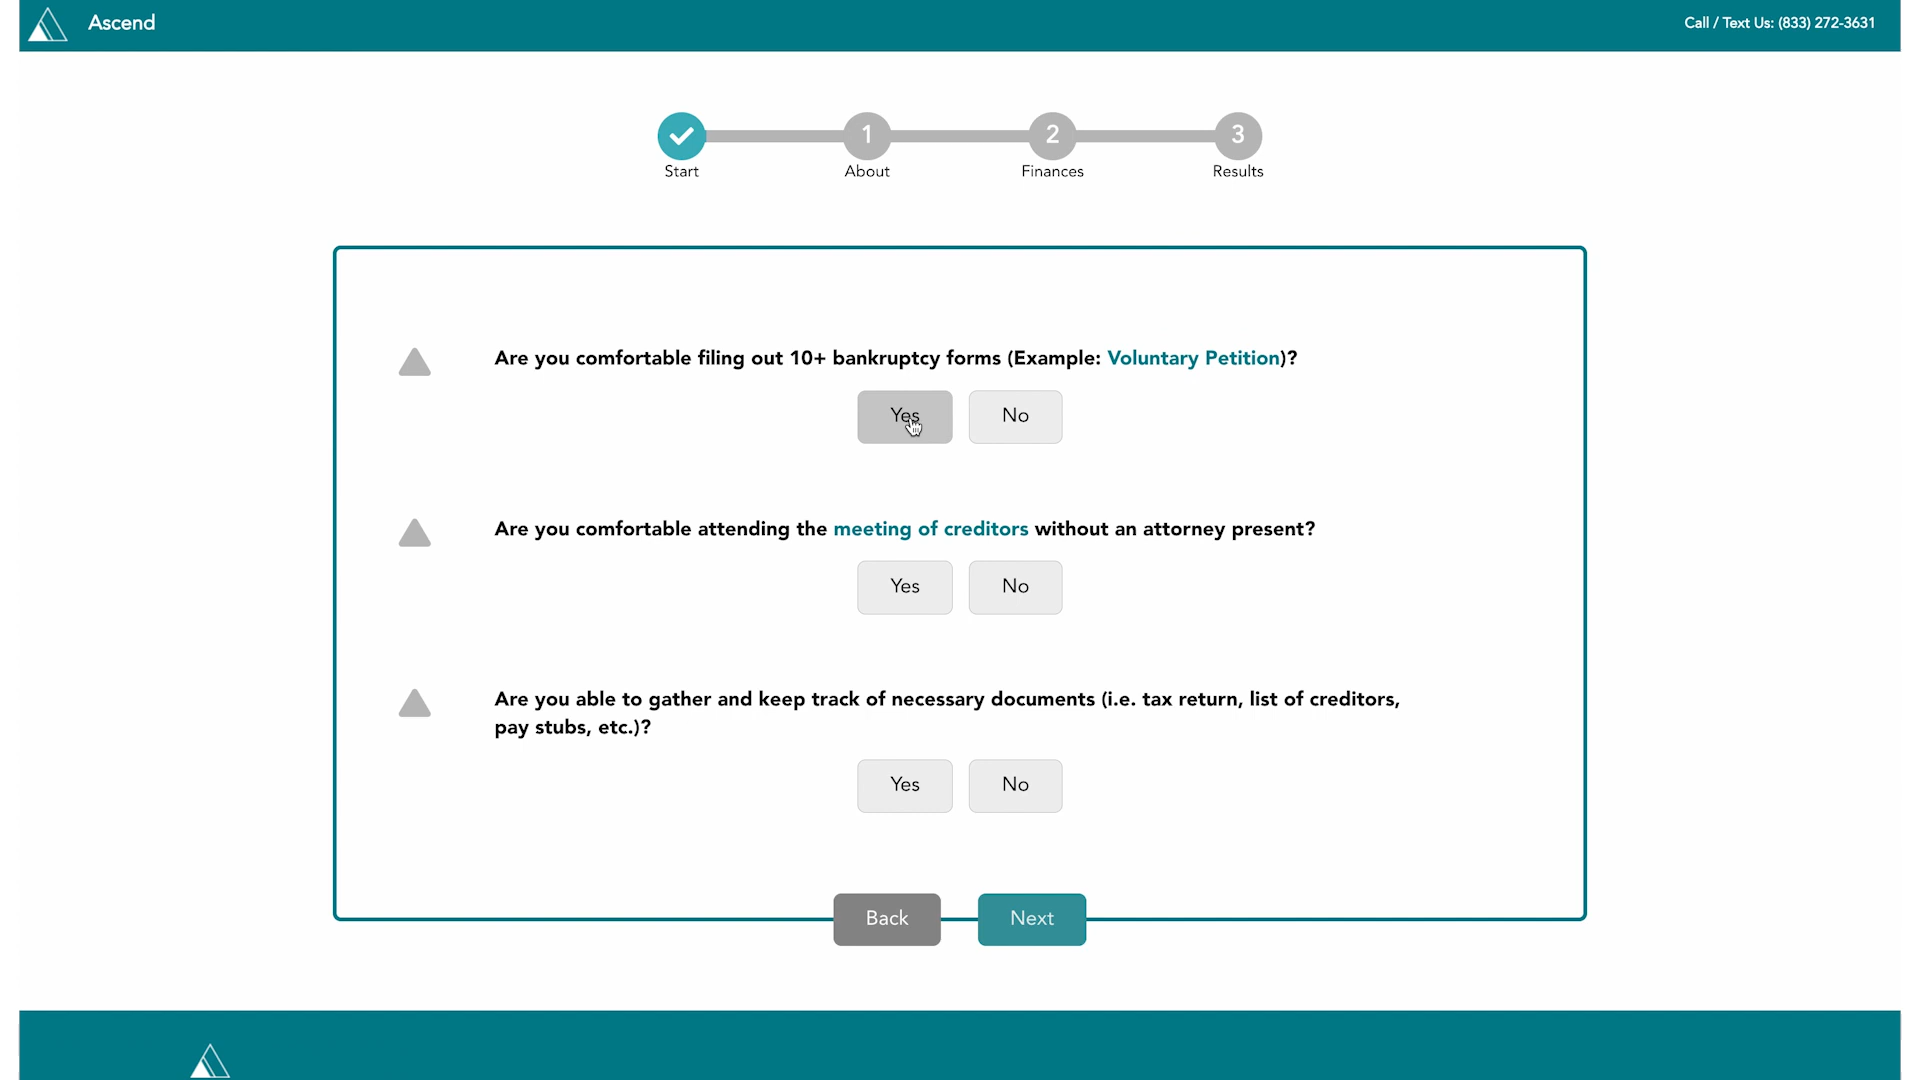 Ascend
Call / Text Us: (833) 272-3631
1
2
3
Start
About
Finances
Results
Are you comfortable filing out 10+ bankruptcy forms (Example: Voluntary Petition)?
Yes
No
Are you comfortable attending the meeting of creditors without an attorney present?
Yes
No
Are you able to gather and keep track of necessary documents (i.e. tax return, list of creditors,
pay stubs, etc.)?
Yes
No
Back
Next